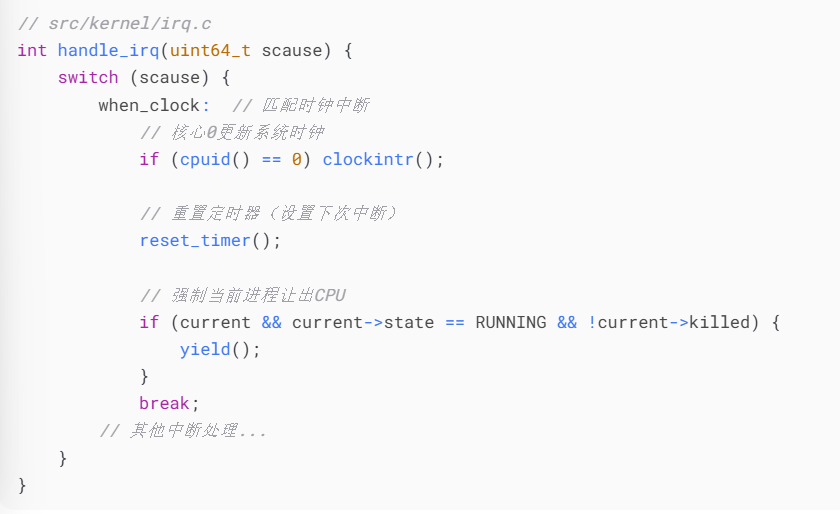 // src/kernel/irq.c
int handle_irq(uint64_t scause) {
    switch (scause) {
        when_clock:  // 匹配时钟中断
            // 核心0更新系统时钟
            if (cpuid() == 0) clockintr();

            // 重置定时器（设置下次中断）
            reset_timer();

            // 强制当前进程让出CPU
            if (current && current->state == RUNNING && !current->killed) {
                yield();
            }
            break;
        // 其他中断处理...
    }
}